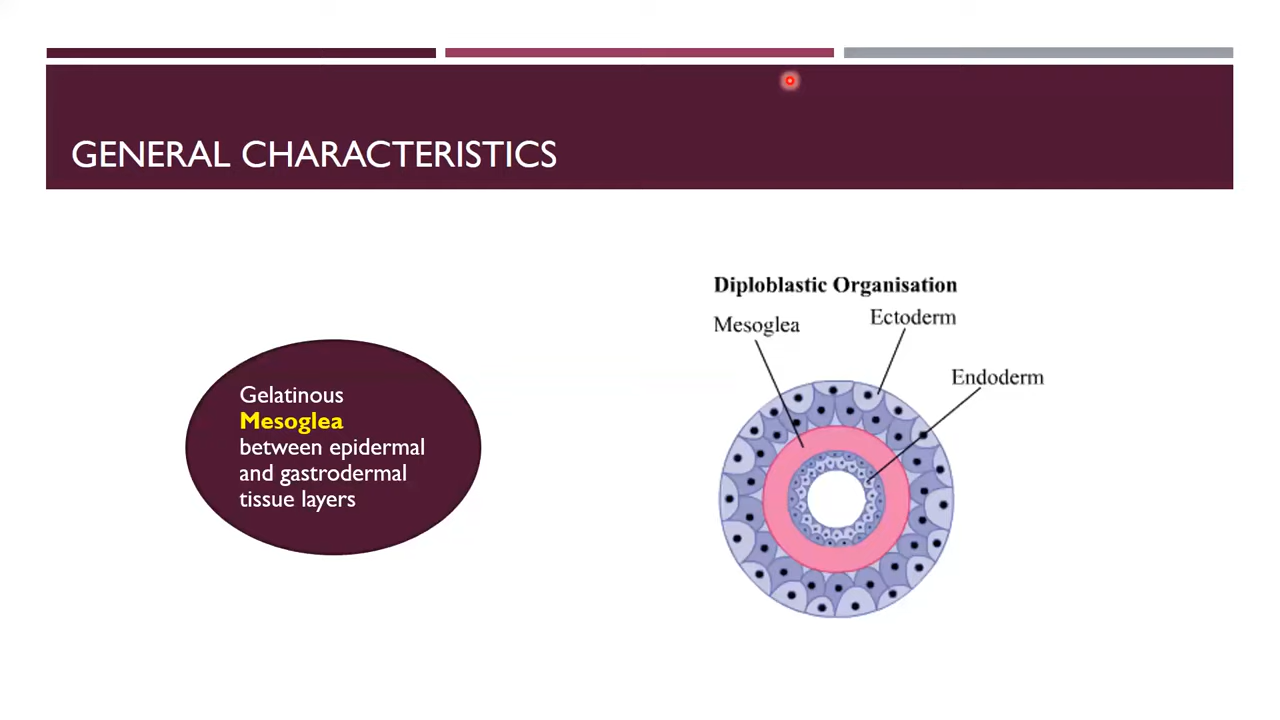 GENERAL CHARACTERISTICS
Gelatinous
Mesoglea
between epidermal
and gastrodermal
tissue layers
Diploblastic Organisation
Mesoglea
Ectoderm
Endoderm